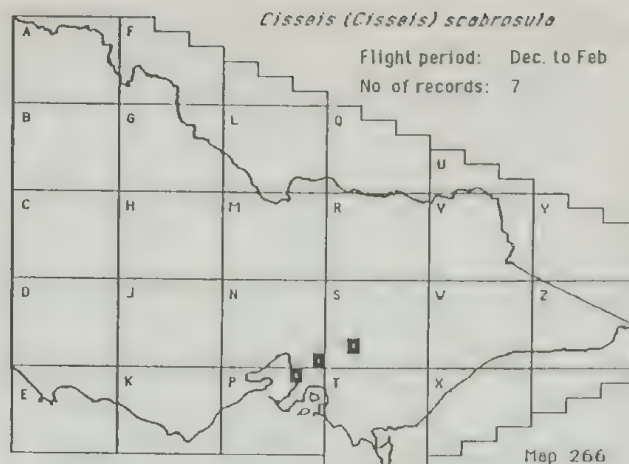 Cisseis (Cisseis) scabrosula
Flight period: Dec. to Feb
No of records: 7
A F
B G L Q
U
C H M R V Y
D J N S W Z
E K P T X
Map 266